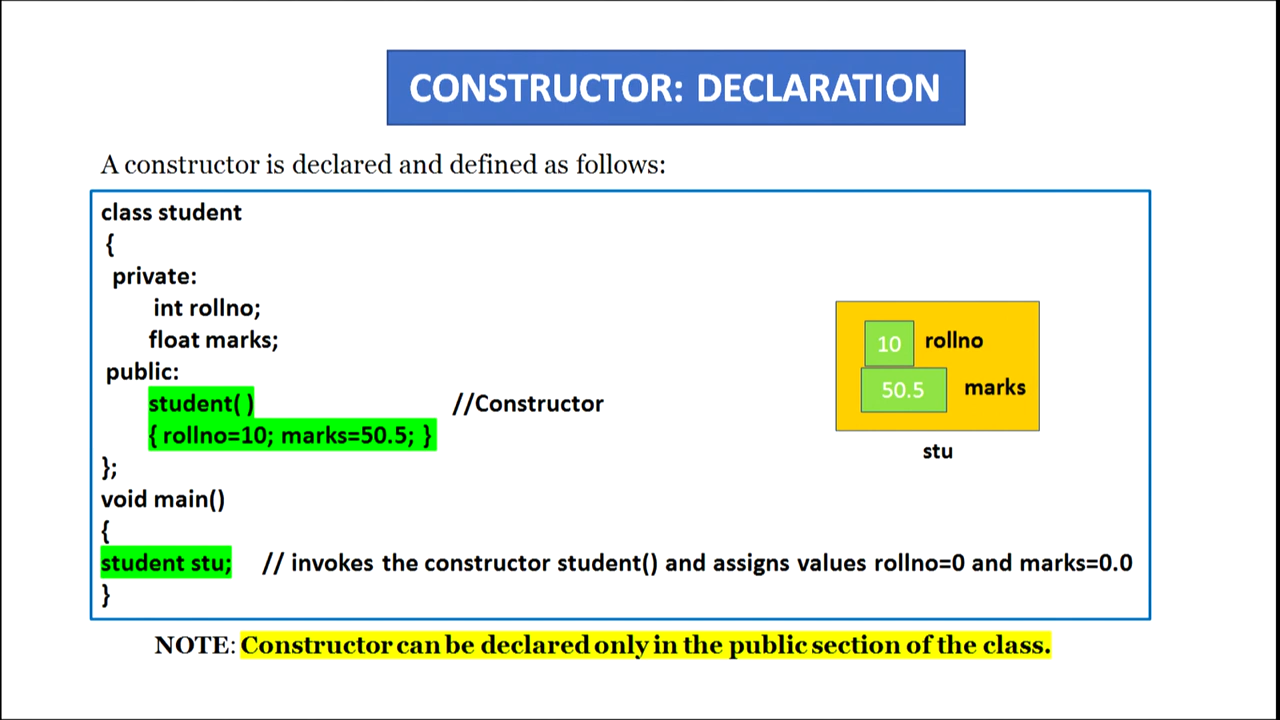 CONSTRUCTOR: DECLARATION
A constructor is declared and defined as follows:
class student
{
private:
int rollno;
float marks;
public:
student( ) //Constructor
{ rollno=10; marks=50.5; }
};
void main()
{
student stu; // invokes the constructor student() and assigns values rollno=0 and marks=0.0
}
10 rollno
50.5 marks
stu
NOTE: Constructor can be declared only in the public section of the class.